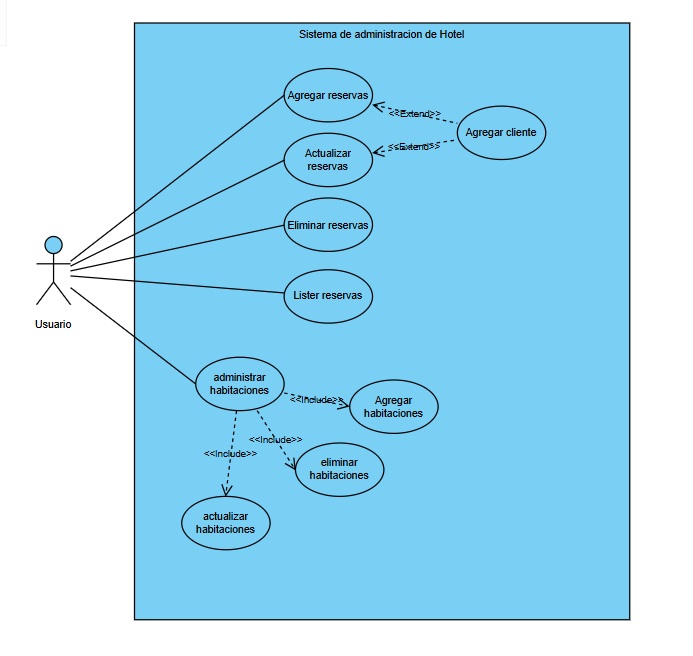 Sistema de administracion de Hotel
Agregar reservas
<<Extend>>
Agregar cliente
Actualizar
reservas
<<Extend>>
Eliminar reservas
Lister reservas
Usuario
administrar
habitaciones
<<Include>>
Agregar
habitaciones
<<Include>>
<<Include>>
eliminar
habitaciones
actualizar
habitaciones